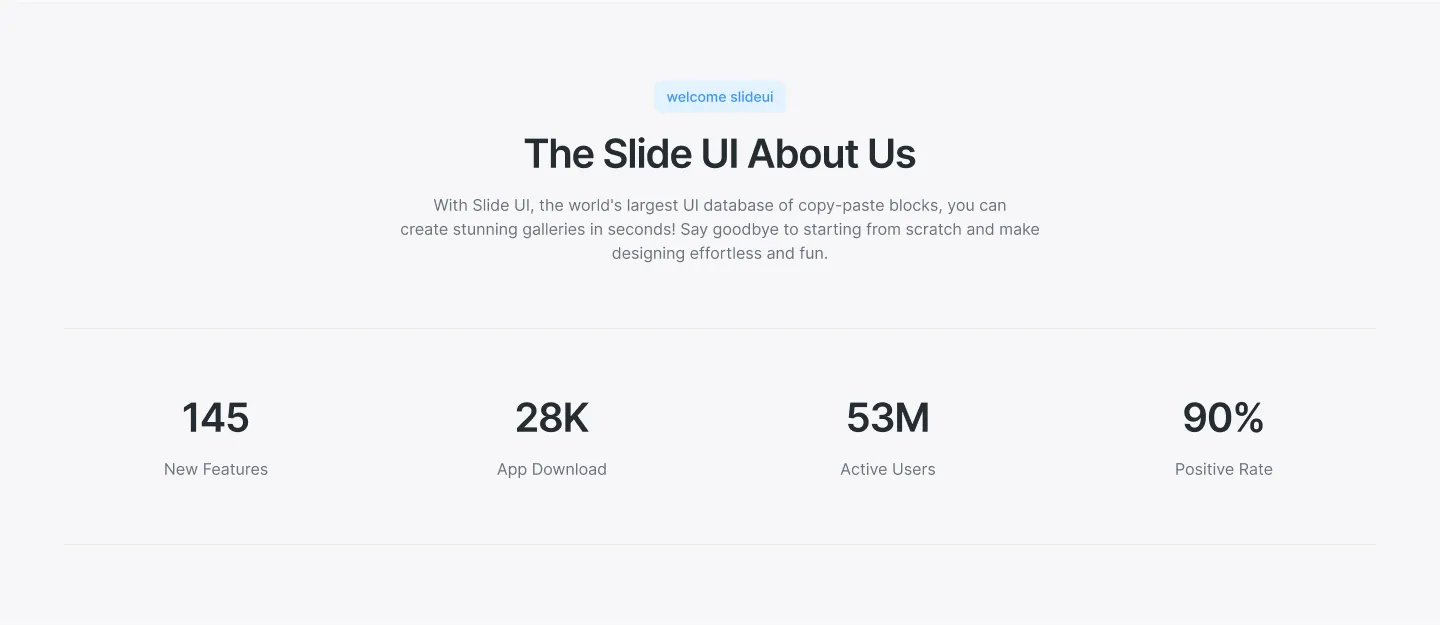 welcome slideui
The Slide UI About Us
With Slide UI, the world's largest UI database of copy-paste blocks, you can
create stunning galleries in seconds! Say goodbye to starting from scratch and make
designing effortless and fun.
145
New Features
28K
App Download
53M
Active Users
90%
Positive Rate